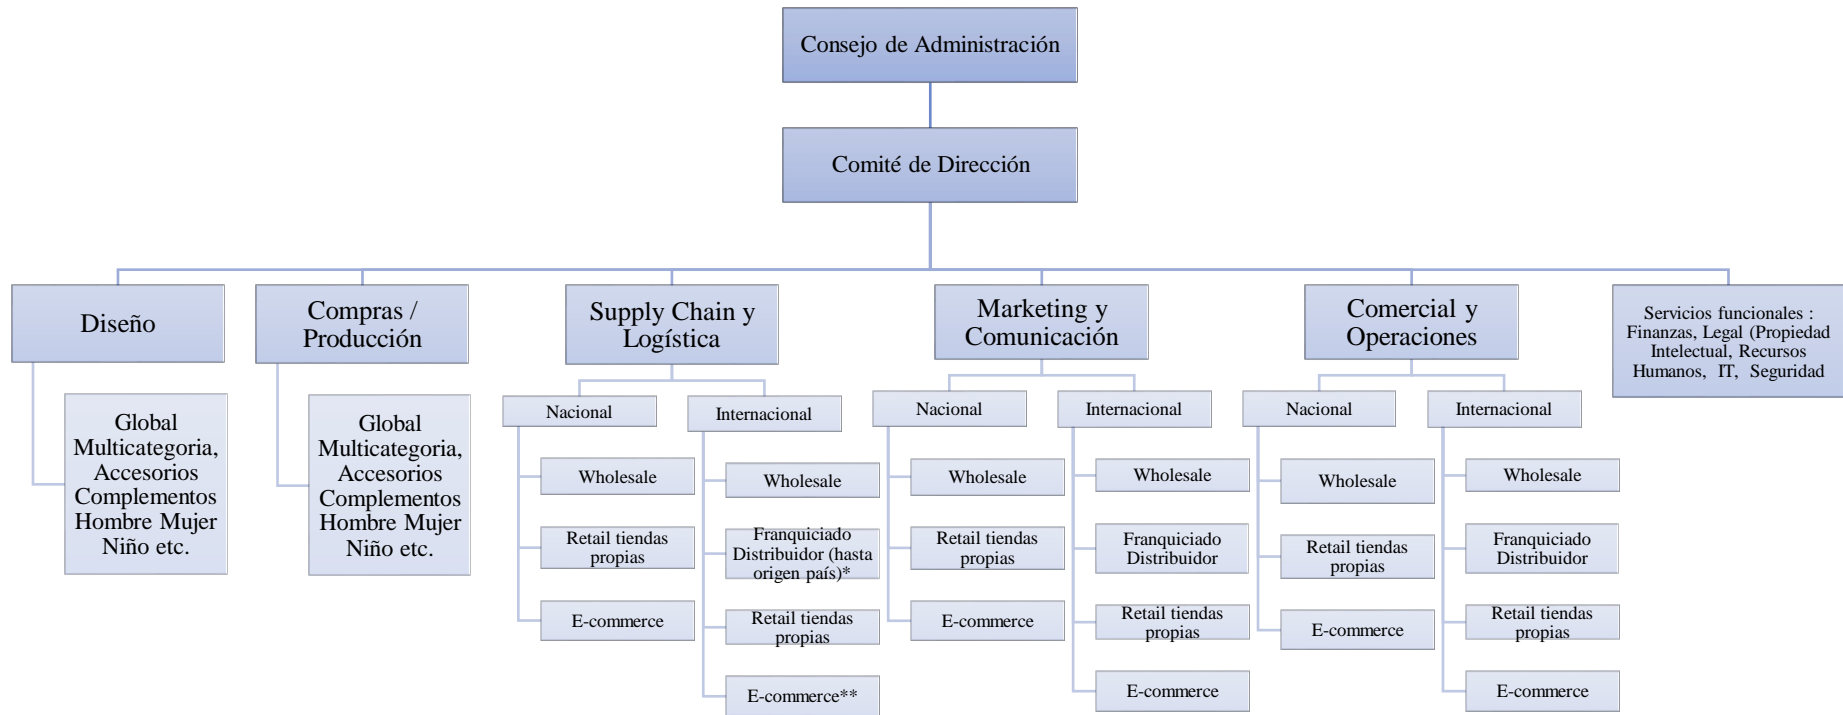 Consejo de Administración
Comité de Dirección
Diseño
Compras /
Producción
Supply Chain y
Logística
Marketing y
Comunicación
Comercial y
Operaciones
Servicios funcionales :
Finanzas, Legal (Propiedad
Intelectual, Recursos
Humanos, IT, Seguridad
Global
Multicategoria,
Accesorios
Complementos
Hombre Mujer
Niño etc.
Global
Multicategoria,
Accesorios
Complementos
Hombre Mujer
Niño etc.
Nacional
Wholesale
Retail tiendas
propias
E-commerce
Internacional
Wholesale
Franquiciado
Distribuidor (hasta
origen país)*
Retail tiendas
propias
E-commerce**
Nacional
Wholesale
Retail tiendas
propias
E-commerce
Internacional
Wholesale
Franquiciado
Distribuidor
Retail tiendas
propias
E-commerce
Nacional
Wholesale
Retail tiendas
propias
E-commerce
Internacional
Wholesale
Franquiciado
Distribuidor
Retail tiendas
propias
E-commerce